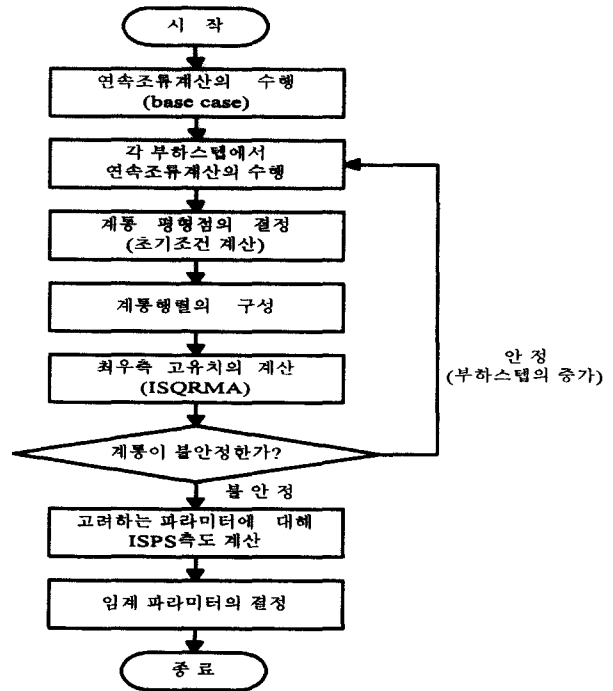 시 작
연속조류계산의 수행
(base case)
각 부하스텝에서
연속조류계산의 수행
계통 평형점의 결정
(초기조건 계산)
계통행렬의 구성
최우측 고유치의 계산
(ISQRMA)
계통이 불안정한가?
안 정
(부하스텝의 증가)
불 안 정
고려하는 파라미터에 대해
ISPS측도 계산
임계 파라미터의 결정
종 료